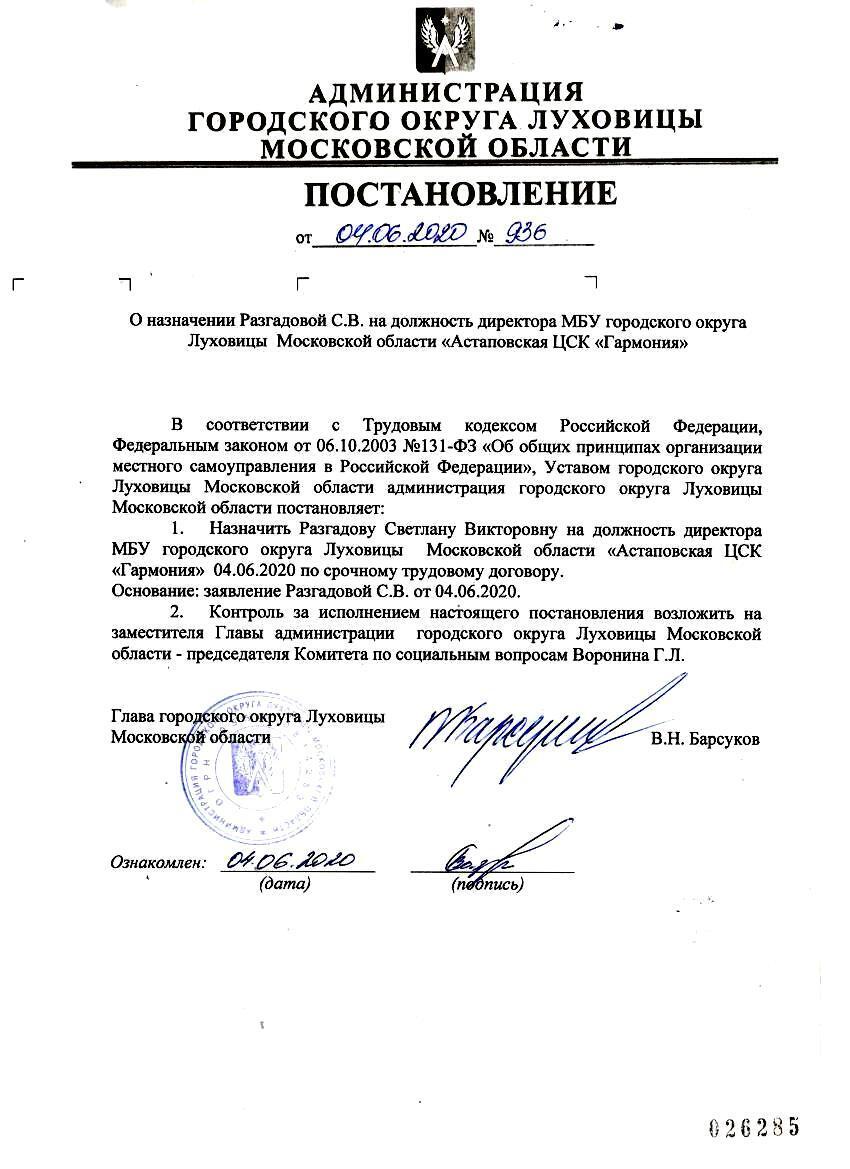 АДМИНИСТРАЦИЯ
ГОРОДСКОГО ОКРУГА ЛУХОВИЦЫ
МОСКОВСКОЙ ОБЛАСТИ
ПОСТАНОВЛЕНИЕ
от 04.06.2020 № 936
О назначении Разгадовой С.В. на должность директора МБУ городского округа
Луховицы Московской области «Астаповская ЦСК «Гармония»
В соответствии с Трудовым кодексом Российской Федерации,
Федеральным законом от 06.10.2003 №131-ФЗ «Об общих принципах организации
местного самоуправления в Российской Федерации», Уставом городского округа
Луховицы Московской области администрация городского округа Луховицы
Московской области постановляет:
1. Назначить Разгадову Светлану Викторовну на должность директора
МБУ городского округа Луховицы Московской области «Астаповская ЦСК
«Гармония» 04.06.2020 по срочному трудовому договору.
Основание: заявление Разгадовой С.В. от 04.06.2020.
2. Контроль за исполнением настоящего постановления возложить на
заместителя Главы администрации городского округа Луховицы Московской
области - председателя Комитета по социальным вопросам Воронина Г.Л.
Глава городского округа Луховицы
Московской области
В.Н. Барсуков
Ознакомлен: 04.06.2020
(дата) (подпись)
026285